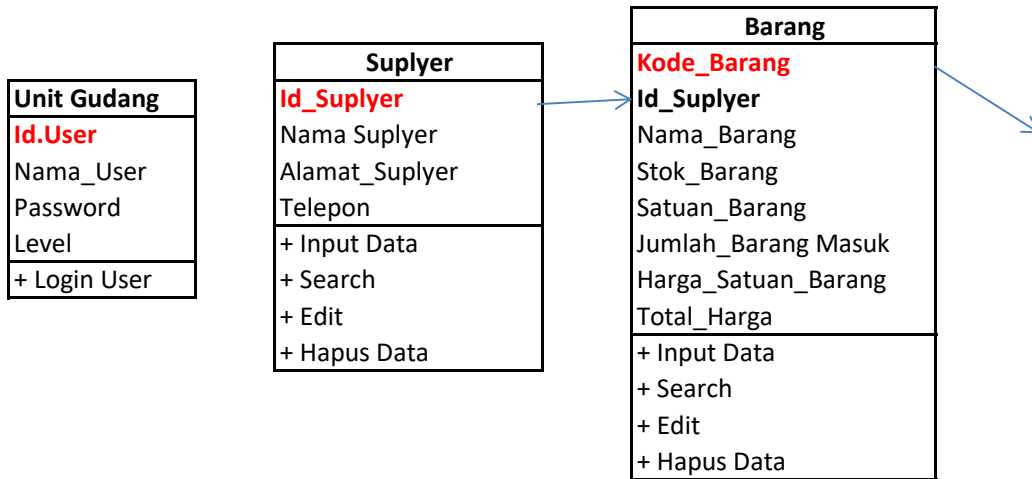 Unit Gudang
Id.User
Nama_User
Password
Level
+ Login User
Suplyer
Id_Suplyer
Nama Suplyer
Alamat_Suplyer
Telepon
+ Input Data
+ Search
+ Edit
+ Hapus Data
Barang
Kode_Barang
Id_Suplyer
Nama_Barang
Stok_Barang
Satuan_Barang
Jumlah_Barang Masuk
Harga_Satuan_Barang
Total_Harga
+ Input Data
+ Search
+ Edit
+ Hapus Data